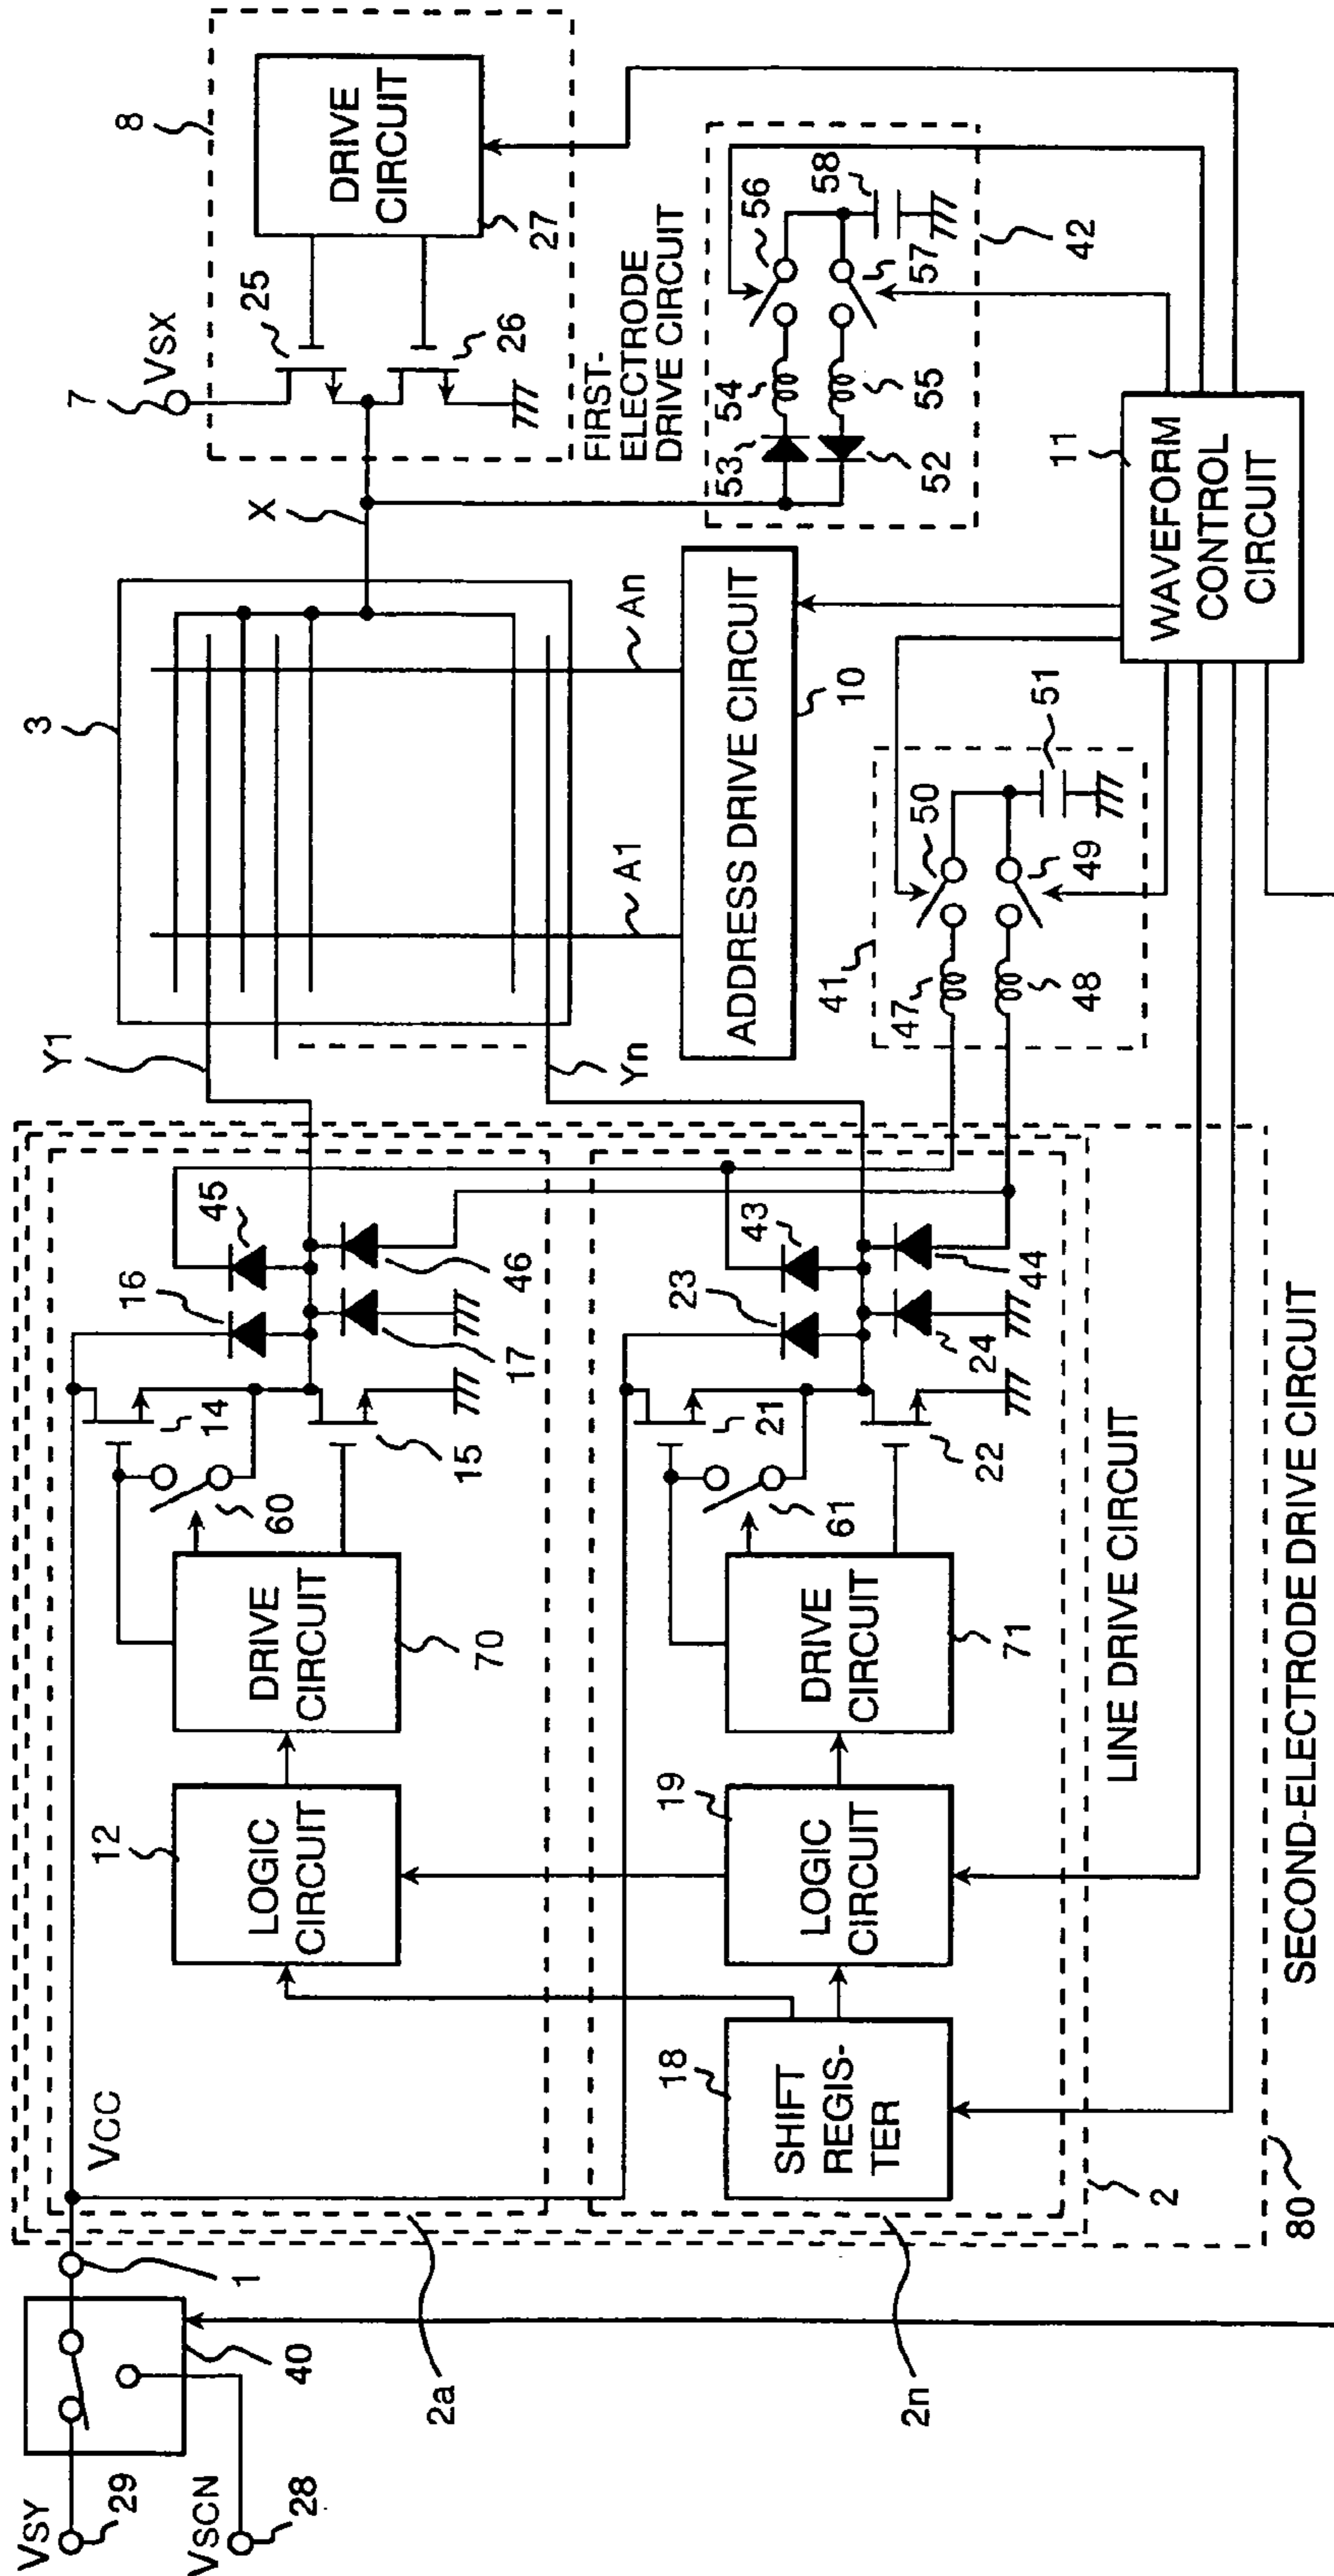 VSY
29
VSCN
28
40
1
VCC
2a
2n
12
LOGIC
CIRCUIT
DRIVE
CIRCUIT
70
60
14
15
16
17
45
46
18
SHIFT
REGIS-
TER
19
LOGIC
CIRCUIT
DRIVE
CIRCUIT
71
61
21
22
23
24
43
44
2
LINE DRIVE CIRCUIT
80
SECOND-ELECTRODE DRIVE CIRCUIT
Y1
Yn
3
A1
An
X
ADDRESS DRIVE CIRCUIT
10
41
47
48
50
49
51
7
VSX
8
25
26
DRIVE
CIRCUIT
27
FIRST-
ELECTRODE
DRIVE CIRCUIT
53
52
54
55
56
57
58
42
11
WAVEFORM
CONTROL
CIRCUIT